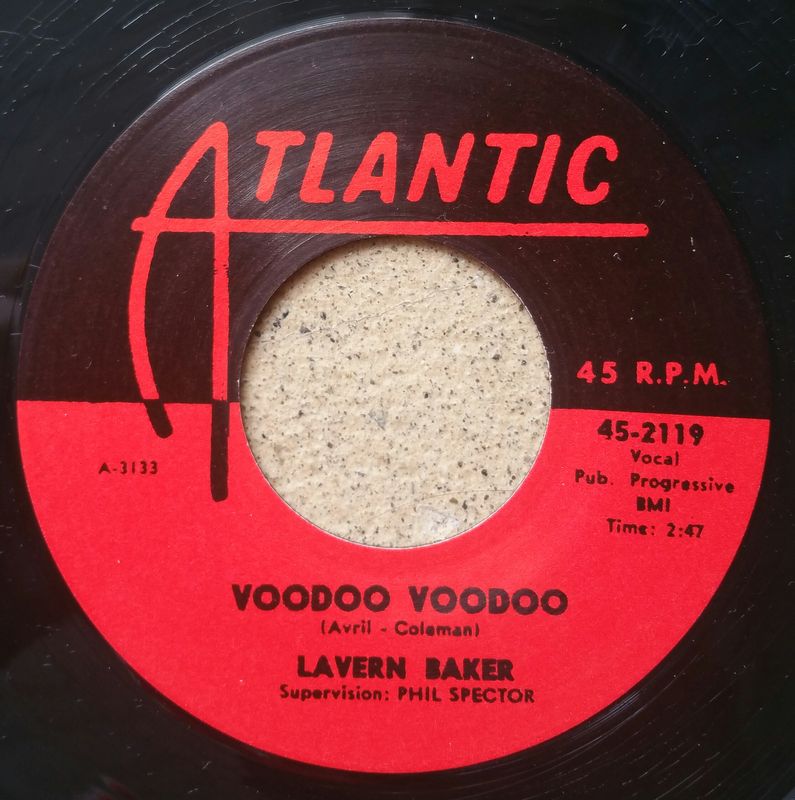 ATLANTIC
45 R.P.M.
45-2119
Vocal
A-3133
Pub. Progressive
BMI
Time: 2:47
VOODOO VOODOO
(Avril - Coleman)
LAVERN BAKER
Supervision: PHIL SPECTOR